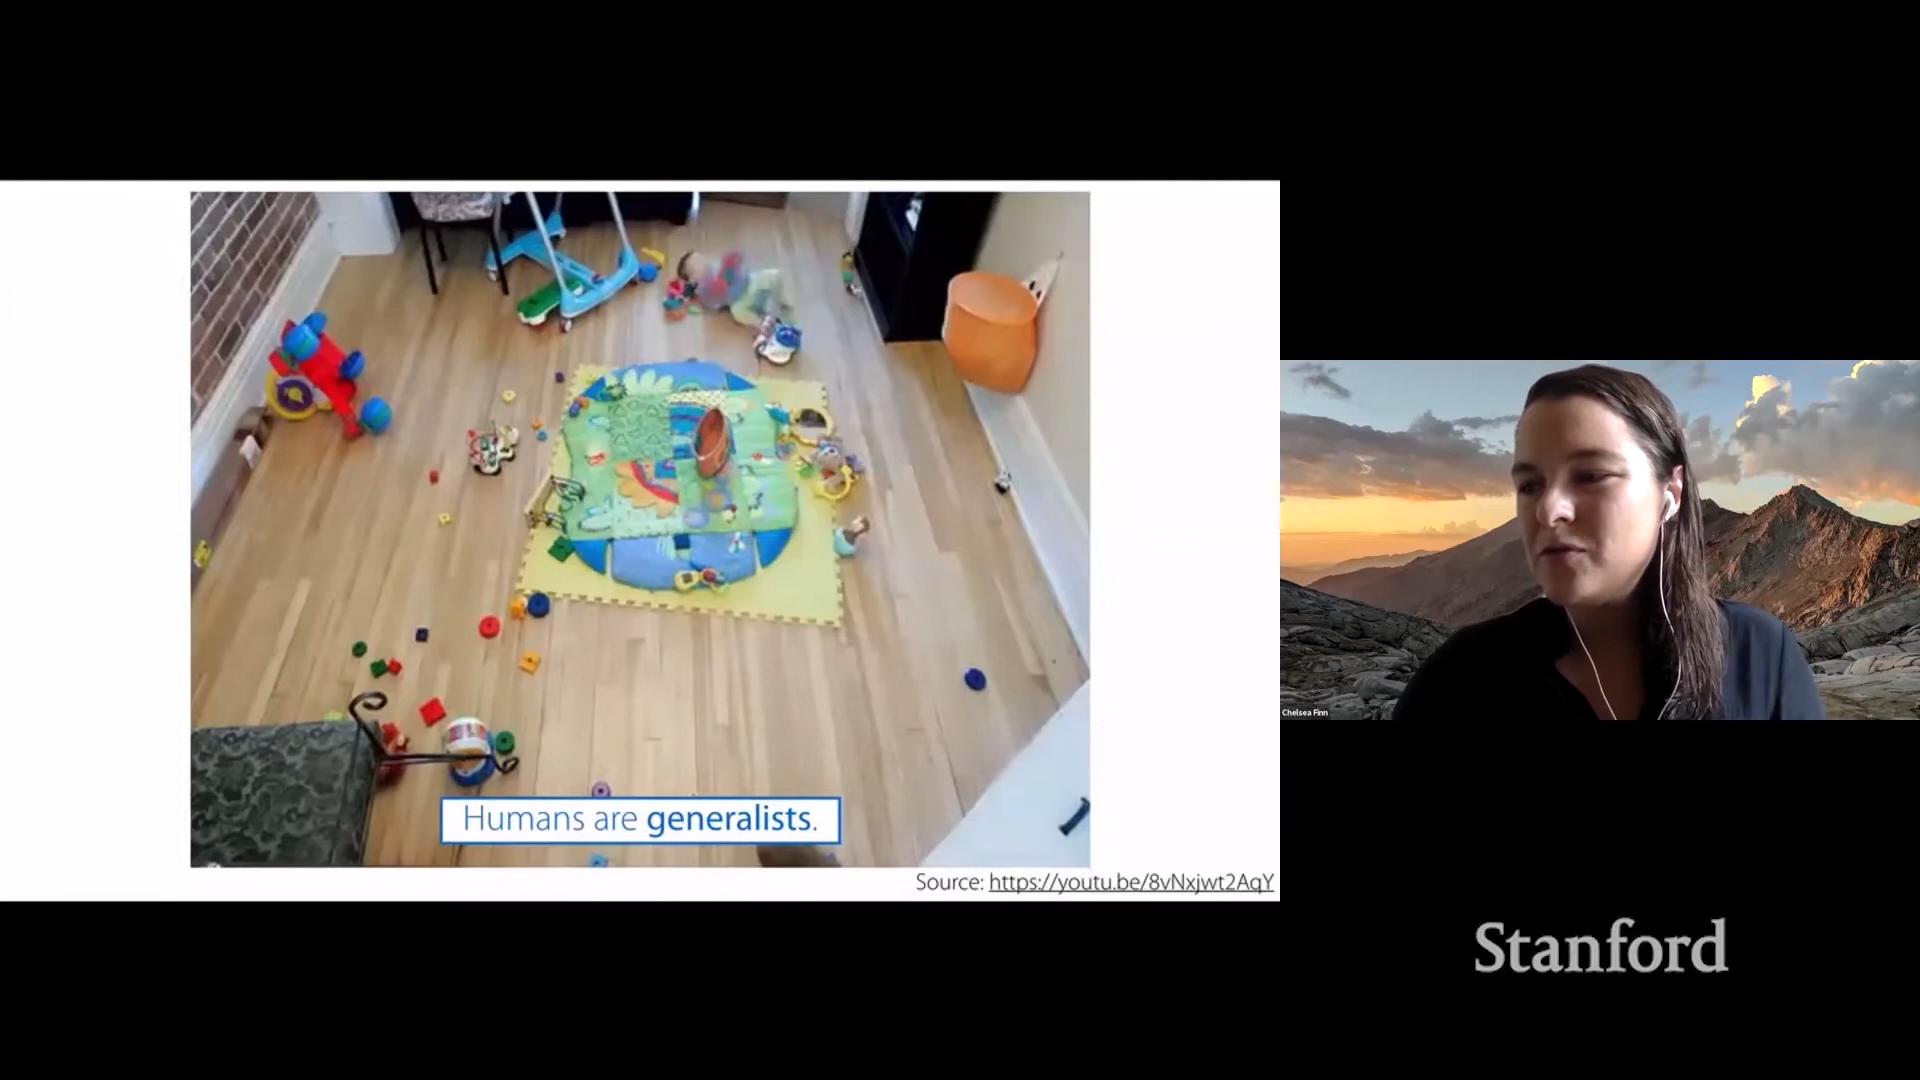 Humans are generalists.
Source: https://youtu.be/8vNxjwt2AqY
Chelsea Finn
Stanford